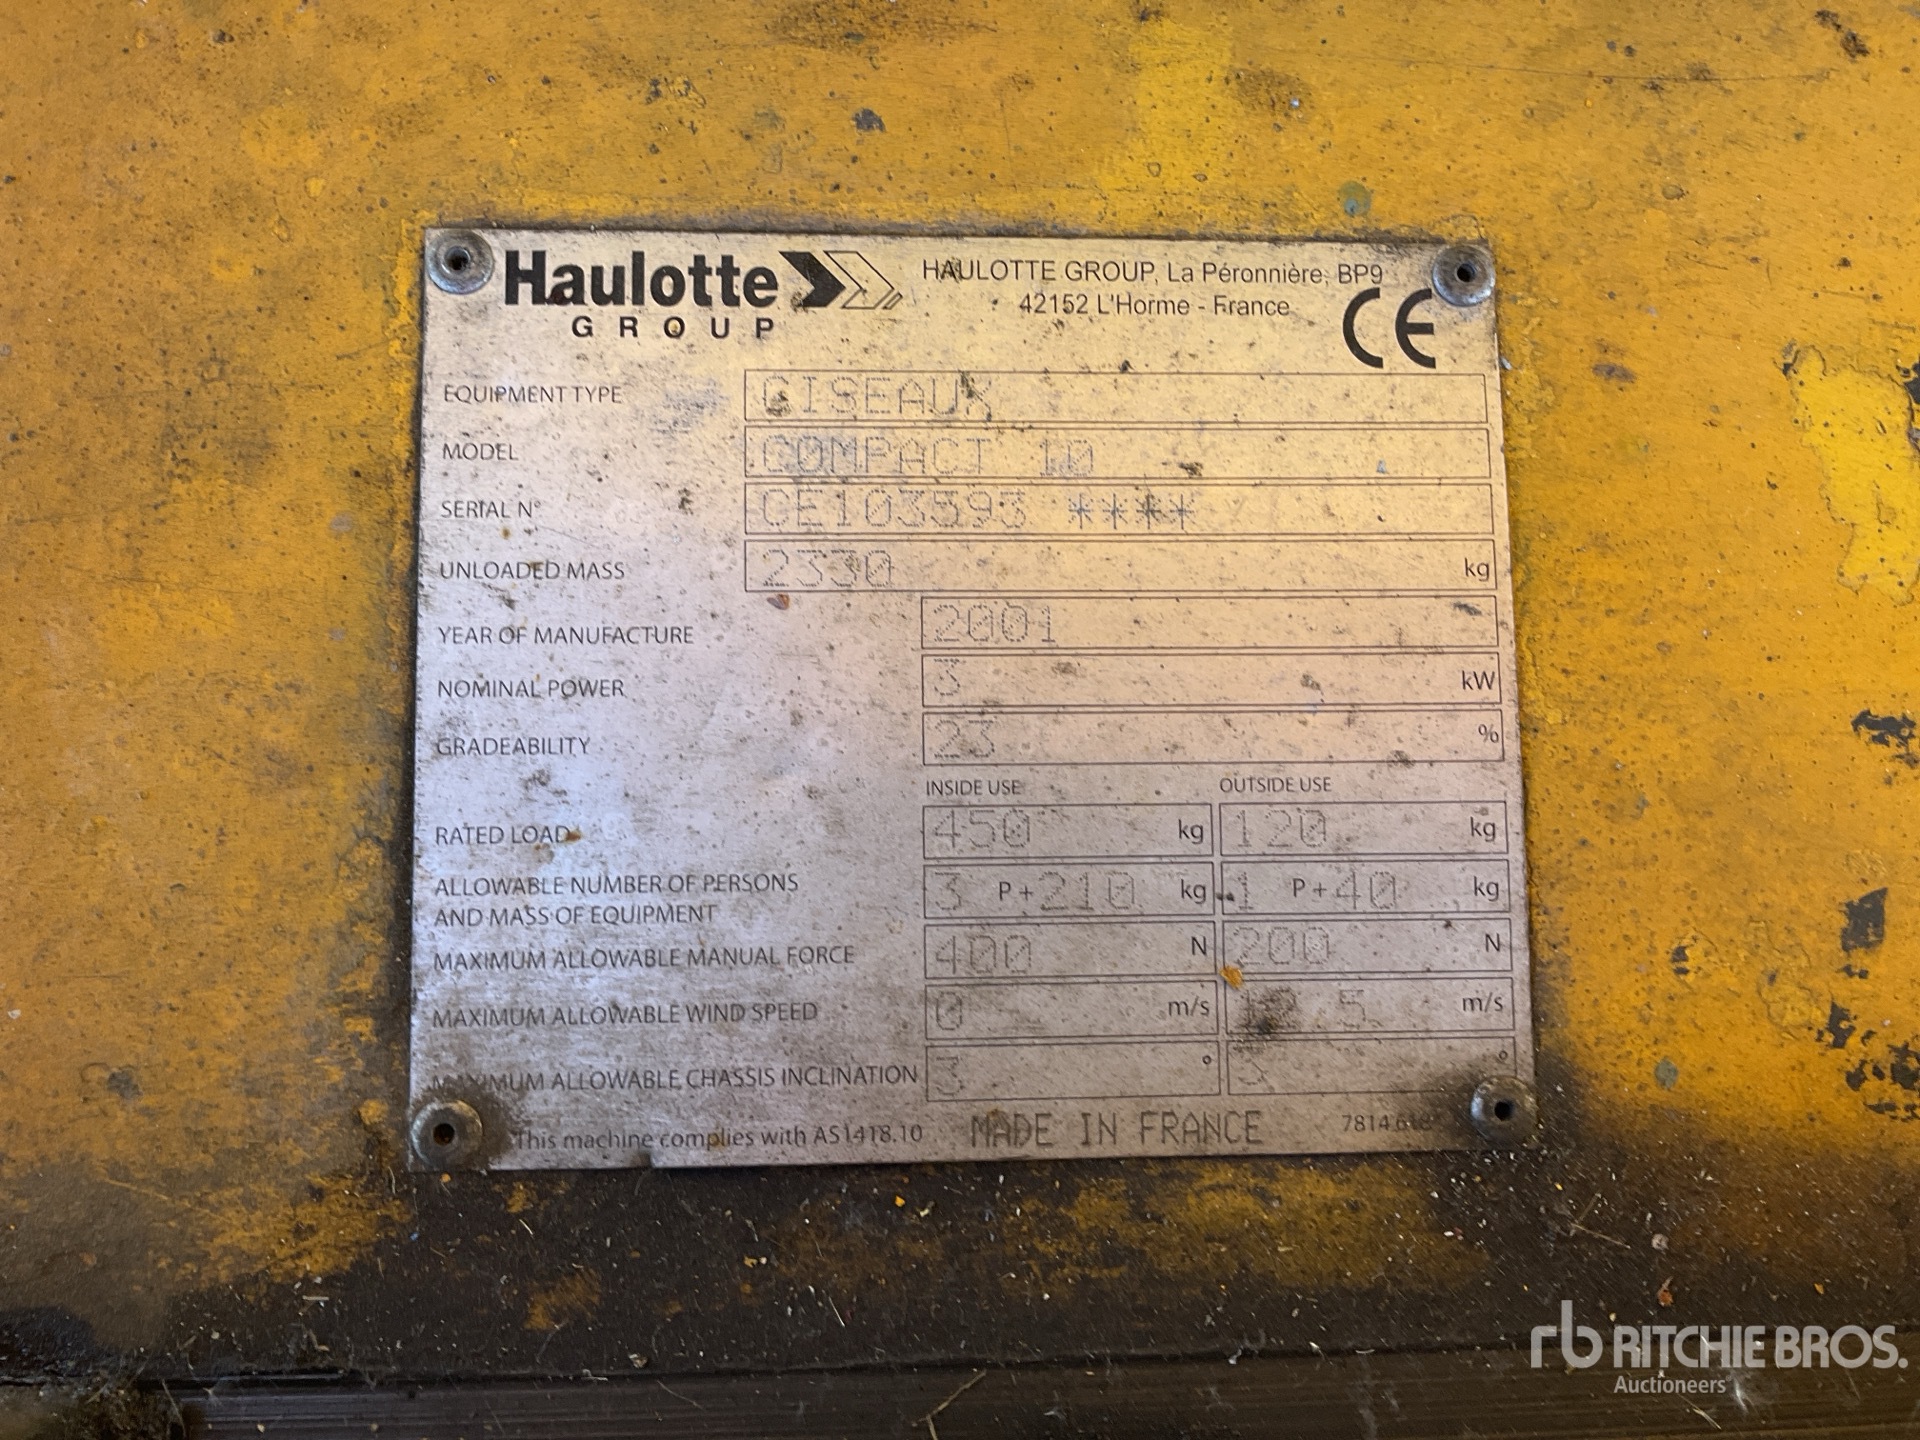 Haulotte
GROUP
HAULOTTE GROUP, La Péronnière, BP9
42152 L'Horme - France
CE
EQUIPMENT TYPE CISEAUX
MODEL COMPACT 10
SERIAL N° CE103593 ****
UNLOADED MASS 2330 kg
YEAR OF MANUFACTURE 2001
NOMINAL POWER 3 kW
GRADEABILITY 23 %
INSIDE USE OUTSIDE USE
RATED LOAD 450 kg 120 kg
ALLOWABLE NUMBER OF PERSONS
AND MASS OF EQUIPMENT 3 P+ 210 kg 1 P+ 40 kg
MAXIMUM ALLOWABLE MANUAL FORCE 400 N 200 N
MAXIMUM ALLOWABLE WIND SPEED 0 m/s m/s
MAXIMUM ALLOWABLE CHASSIS INCLINATION 3 ° 3 °
This machine complies with AS1418.10 MADE IN FRANCE
rb RITCHIE BROS.
Auctioneers